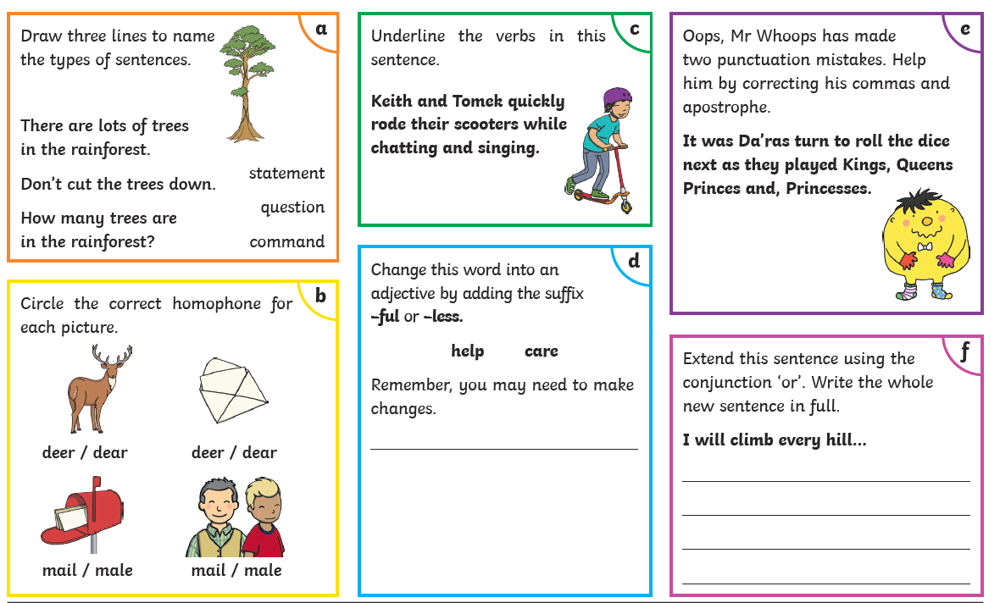 a
Draw three lines to name
the types of sentences.
There are lots of trees
in the rainforest.
Don't cut the trees down.
How many trees are
in the rainforest?
statement
question
command
b
Circle the correct homophone for
each picture.
deer / dear
deer / dear
mail / male
mail / male
c
Underline the verbs in this
sentence.
Keith and Tomek quickly
rode their scooters while
chatting and singing.
d
Change this word into an
adjective by adding the suffix
–ful or –less.
help care
Remember, you may need to make
changes.
e
Oops, Mr Whoops has made
two punctuation mistakes. Help
him by correcting his commas and
apostrophe.
It was Da'ras turn to roll the dice
next as they played Kings, Queens
Princes and, Princesses.
f
Extend this sentence using the
conjunction 'or'. Write the whole
new sentence in full.
I will climb every hill...